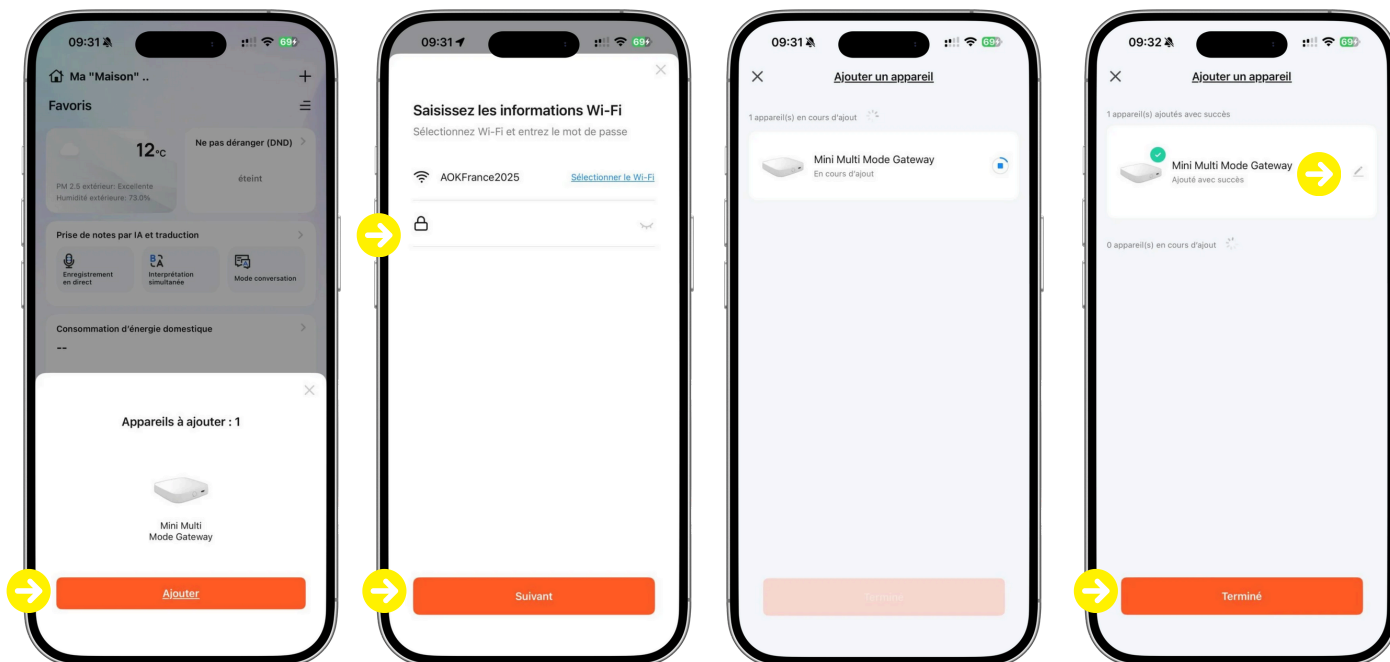 09:31
69
Ma "Maison" ..
Favoris
12°C
PM 2.5 extérieur: Excellente
Humidité extérieure: 73.0%
Ne pas déranger (DND)
éteint
Prise de notes par IA et traduction
Enregistrement
en direct
Interprétation
simultanée
Mode conversation
Consommation d'énergie domestique
--
Appareils à ajouter : 1
Mini Multi
Mode Gateway
Ajouter
09:31
69
Saisissez les informations Wi-Fi
Sélectionnez Wi-Fi et entrez le mot de passe
AOKFrance2025
Sélectionner le Wi-Fi
Suivant
09:31
69
Ajouter un appareil
1 appareil(s) en cours d'ajout
Mini Multi Mode Gateway
En cours d'ajout
Terminé
09:32
69
Ajouter un appareil
1 appareil(s) ajoutés avec succès
Mini Multi Mode Gateway
Ajouté avec succès
0 appareil(s) en cours d'ajout
Terminé